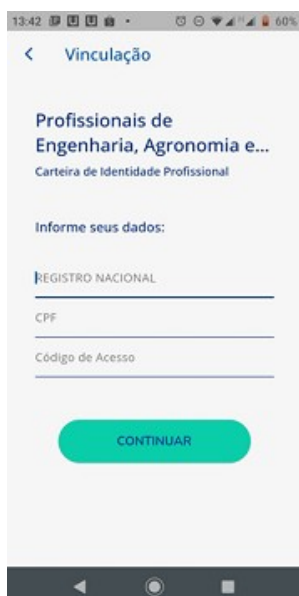 13:42
60%
Vinculação
Profissionais de
Engenharia, Agronomia e...
Carteira de Identidade Profissional
Informe seus dados:
REGISTRO NACIONAL
CPF
Código de Acesso
CONTINUAR